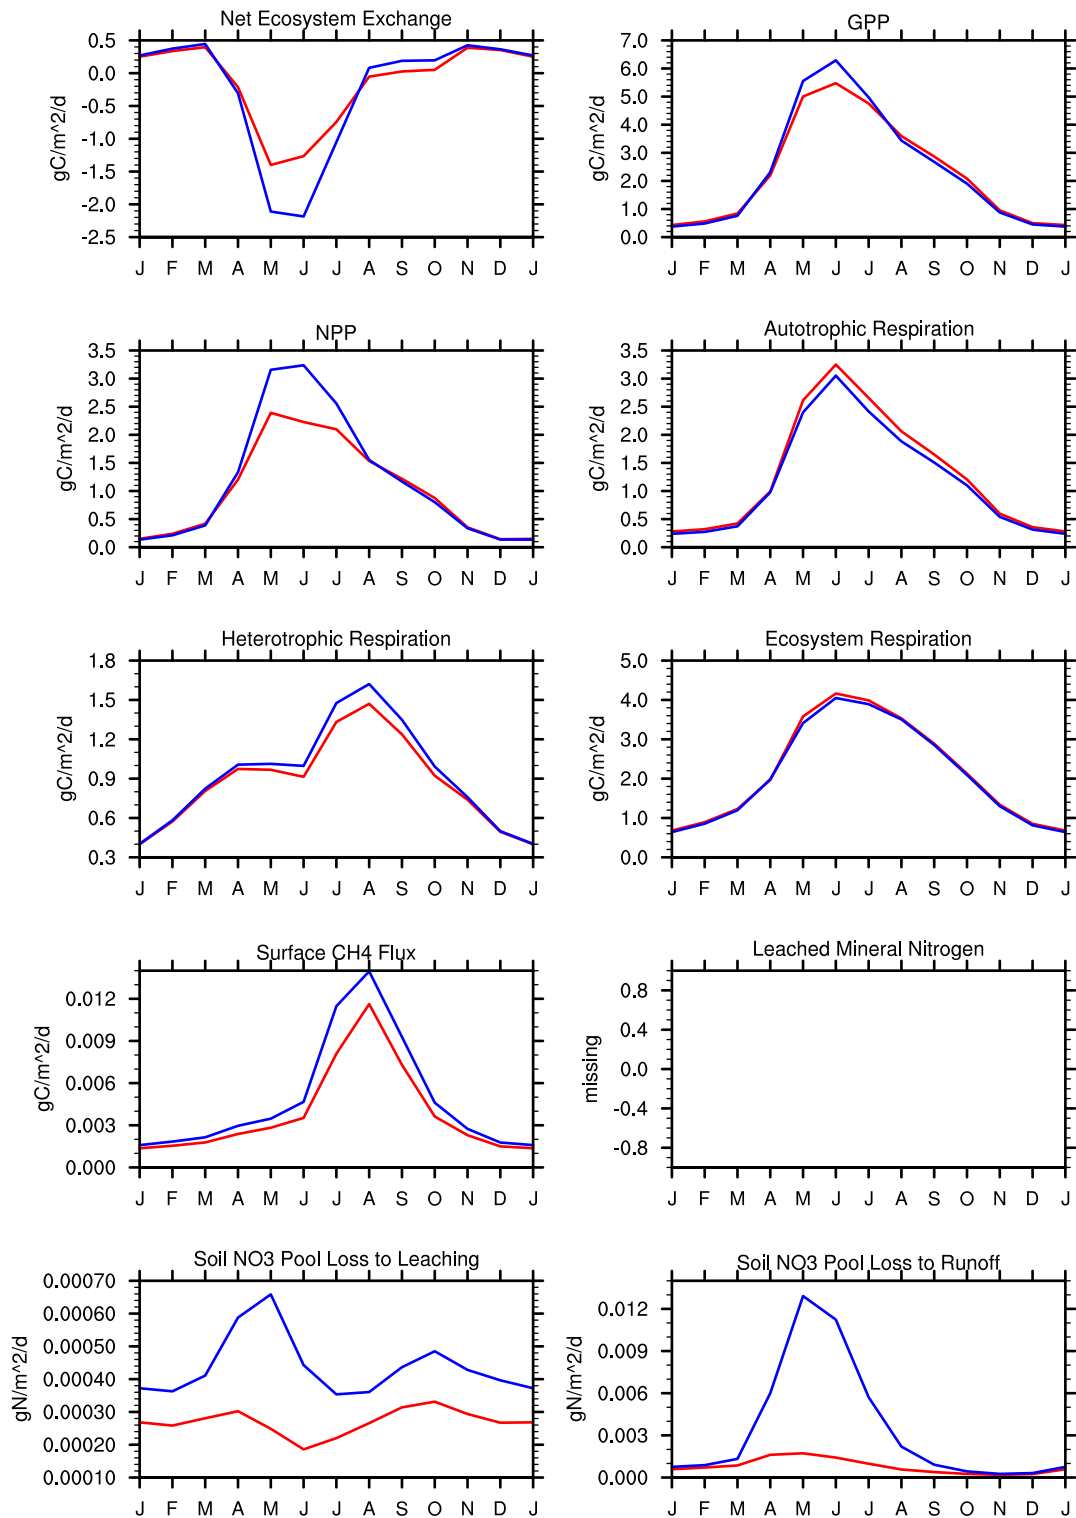 Net Ecosystem Exchange
gC/m^2/d
0.5
0.0
-0.5
-1.0
-1.5
-2.0
-2.5
J F M A M J J A S O N D J
GPP
gC/m^2/d
7.0
6.0
5.0
4.0
3.0
2.0
1.0
0.0
J F M A M J J A S O N D J
NPP
gC/m^2/d
3.5
3.0
2.5
2.0
1.5
1.0
0.5
0.0
J F M A M J J A S O N D J
Autotrophic Respiration
gC/m^2/d
3.5
3.0
2.5
2.0
1.5
1.0
0.5
0.0
J F M A M J J A S O N D J
Heterotrophic Respiration
gC/m^2/d
1.8
1.5
1.2
0.9
0.6
0.3
J F M A M J J A S O N D J
Ecosystem Respiration
gC/m^2/d
5.0
4.0
3.0
2.0
1.0
0.0
J F M A M J J A S O N D J
Surface CH4 Flux
gC/m^2/d
0.012
0.009
0.006
0.003
0.000
J F M A M J J A S O N D J
Leached Mineral Nitrogen
missing
0.8
0.4
0.0
-0.4
-0.8
J F M A M J J A S O N D J
Soil NO3 Pool Loss to Leaching
gN/m^2/d
0.00070
0.00060
0.00050
0.00040
0.00030
0.00020
0.00010
J F M A M J J A S O N D J
Soil NO3 Pool Loss to Runoff
gN/m^2/d
0.012
0.009
0.006
0.003
0.000
J F M A M J J A S O N D J